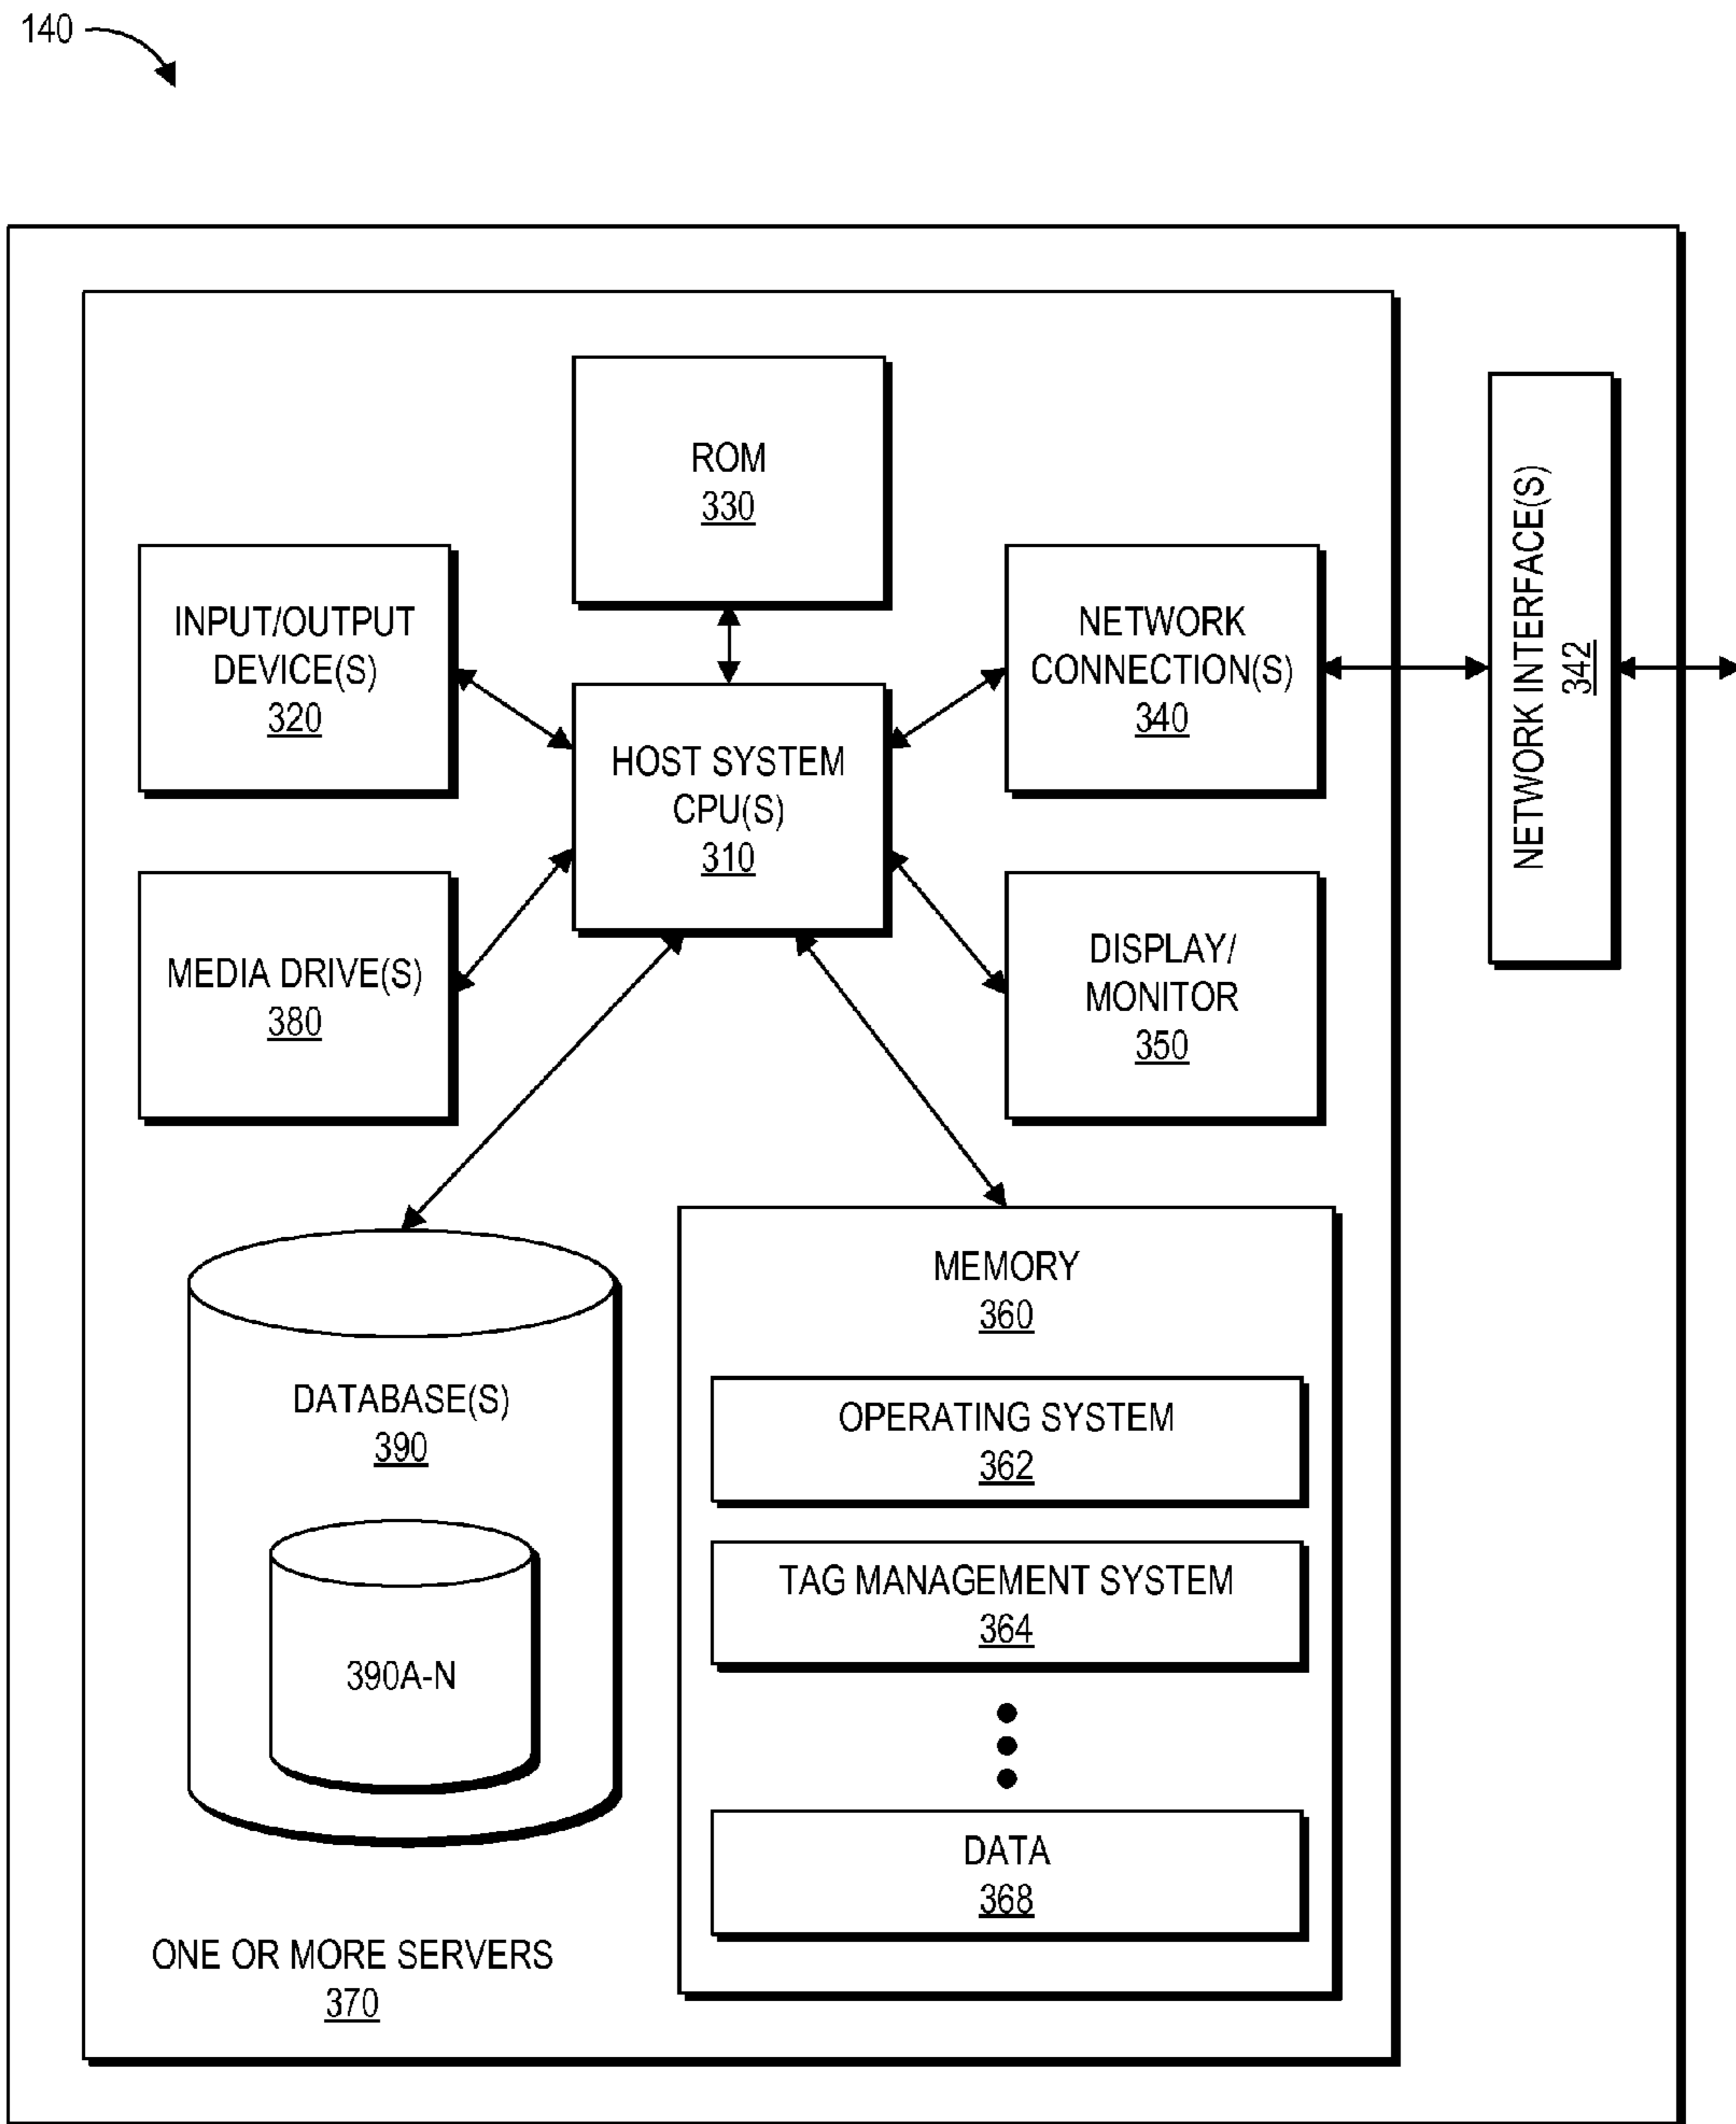 140
ROM
330
INPUT/OUTPUT
DEVICE(S)
320
NETWORK
CONNECTION(S)
340
NETWORK INTERFACE(S)
342
HOST SYSTEM
CPU(S)
310
MEDIA DRIVE(S)
380
DISPLAY/
MONITOR
350
DATABASE(S)
390
390A-N
MEMORY
360
OPERATING SYSTEM
362
TAG MANAGEMENT SYSTEM
364
DATA
368
ONE OR MORE SERVERS
370